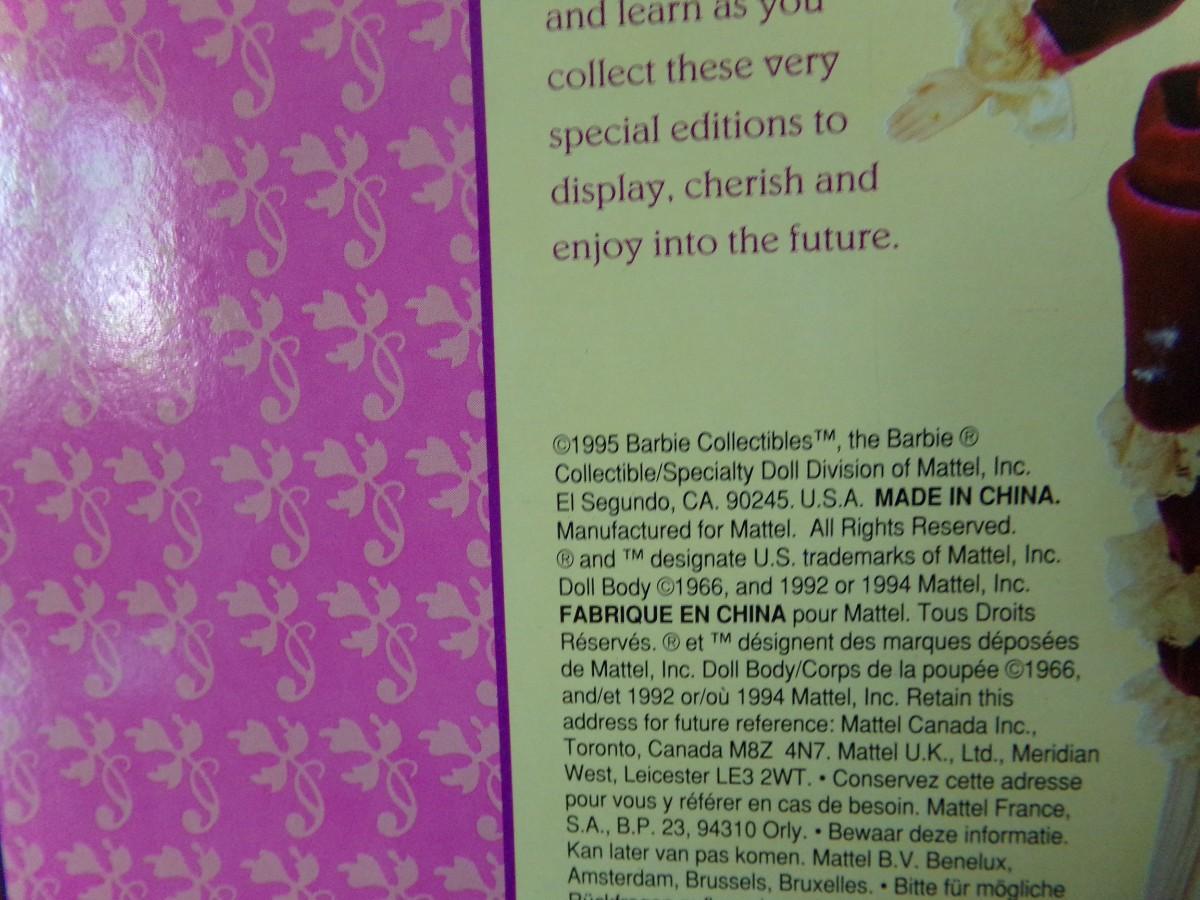 and learn as you
collect these very
special editions to
display, cherish and
enjoy into the future.
©1995 Barbie Collectibles™, the Barbie ®
Collectible/Specialty Doll Division of Mattel, Inc.
El Segundo, CA. 90245. U.S.A. MADE IN CHINA.
Manufactured for Mattel. All Rights Reserved.
® and ™ designate U.S. trademarks of Mattel, Inc.
Doll Body ©1966, and 1992 or 1994 Mattel, Inc.
FABRIQUE EN CHINA pour Mattel. Tous Droits
Réservés. ® et ™ désignent des marques déposées
de Mattel, Inc. Doll Body/Corps de la poupée ©1966,
and/et 1992 or/où 1994 Mattel, Inc. Retain this
address for future reference: Mattel Canada Inc.,
Toronto, Canada M8Z 4N7. Mattel U.K., Ltd., Meridian
West, Leicester LE3 2WT. • Conservez cette adresse
pour vous y référer en cas de besoin. Mattel France,
S.A., B.P. 23, 94310 Orly. • Bewaar deze informatie.
Kan later van pas komen. Mattel B.V. Benelux,
Amsterdam, Brussels, Bruxelles. • Bitte für mögliche